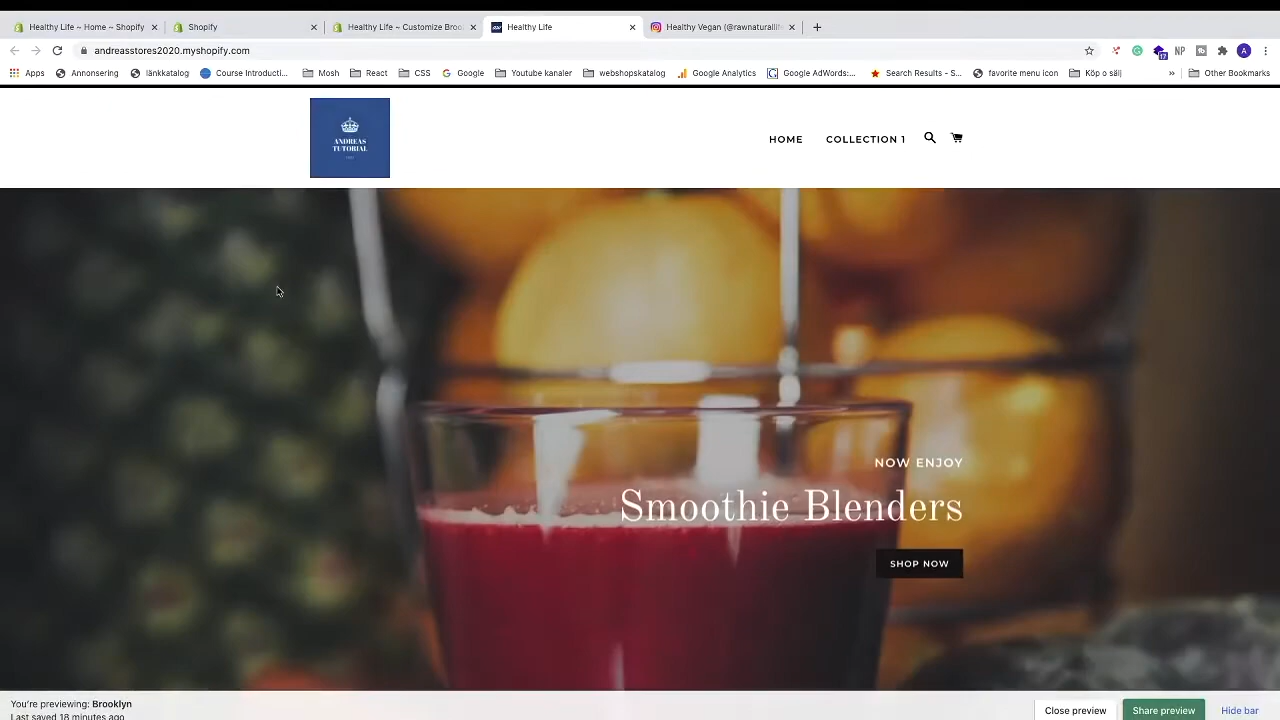 Healthy Life ~ Home ~ Shopify
Shopify
Healthy Life ~ Customize Broo
Healthy Life
Healthy Vegan (@rawnaturallif
andreasstores2020.myshopify.com
A
17
NP
Apps
Annonsering
länkkatalog
Course Introducti...
Mosh
React
CSS
Google
Youtube kanaler
webshopskatalog
Google Analytics
Google AdWords:...
Search Results - S...
favorite menu icon
Köp o sälj
»
Other Bookmarks
ANDREAS
TUTORIAL
HOME
COLLECTION 1
NOW ENJOY
Smoothie Blenders
SHOP NOW
You're previewing: Brooklyn
Last saved 18 minutes ago
Close preview
Share preview
Hide bar